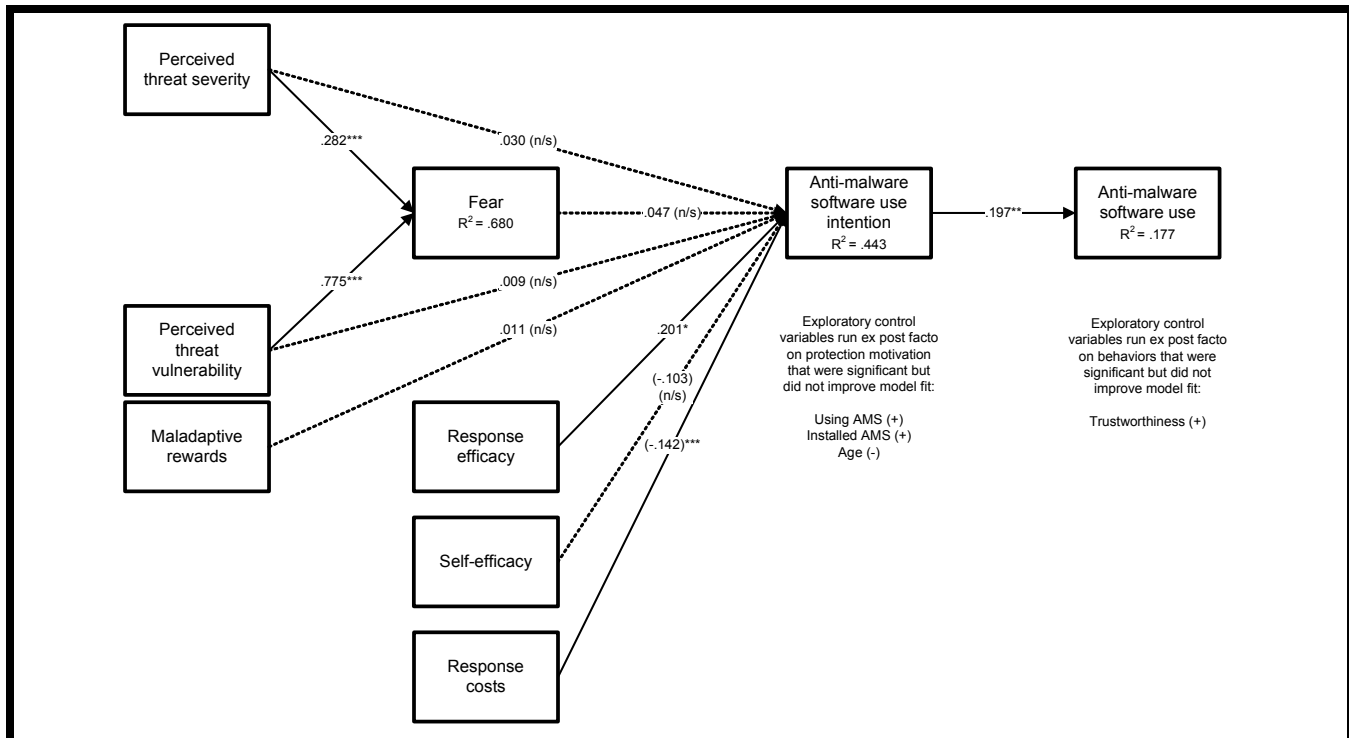 Perceived
threat severity
.282***
.030 (n/s)
Fear
R² = .680
.047 (n/s)
Anti-malware
software use
intention
R² = .443
.197**
Anti-malware
software use
R² = .177
.775***
.009 (n/s)
Perceived
threat
vulnerability
.011 (n/s)
Maladaptive
rewards
.201*
Response
efficacy
(-.103)
(n/s)
(-.142)***
Self-efficacy
Response
costs
Exploratory control
variables run ex post facto
on protection motivation
that were significant but
did not improve model fit:
Using AMS (+)
Installed AMS (+)
Age (-)
Exploratory control
variables run ex post facto
on behaviors that were
significant but did not
improve model fit:
Trustworthiness (+)